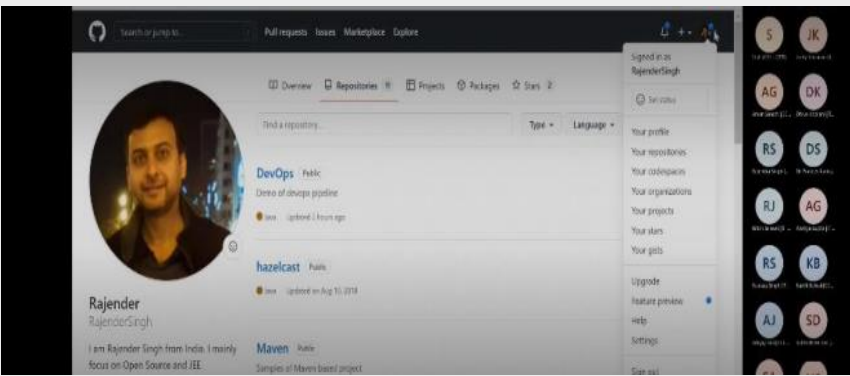 Search or jump to...
Pull requests Issues Marketplace Explore
Signed in as
RajenderSingh
Set status
Your profile
Your repositories
Your codespaces
Your organizations
Your projects
Your stars
Your gists
Upgrade
Feature preview
Help
Settings
Sign out
Overview Repositories Projects Packages Stars 2
Find a repository...
Type Language
DevOps Public
Demo of devops pipeline
Java Updated 2 hours ago
hazelcast Public
Java Updated on Aug 10, 2018
Maven Public
Samples of Maven based project
Rajender
RajenderSingh
I am Rajender Singh from India. I mainly
focus on Open Source and JEE
S JK
AG DK
RS DS
RJ AG
RS KB
AJ SD